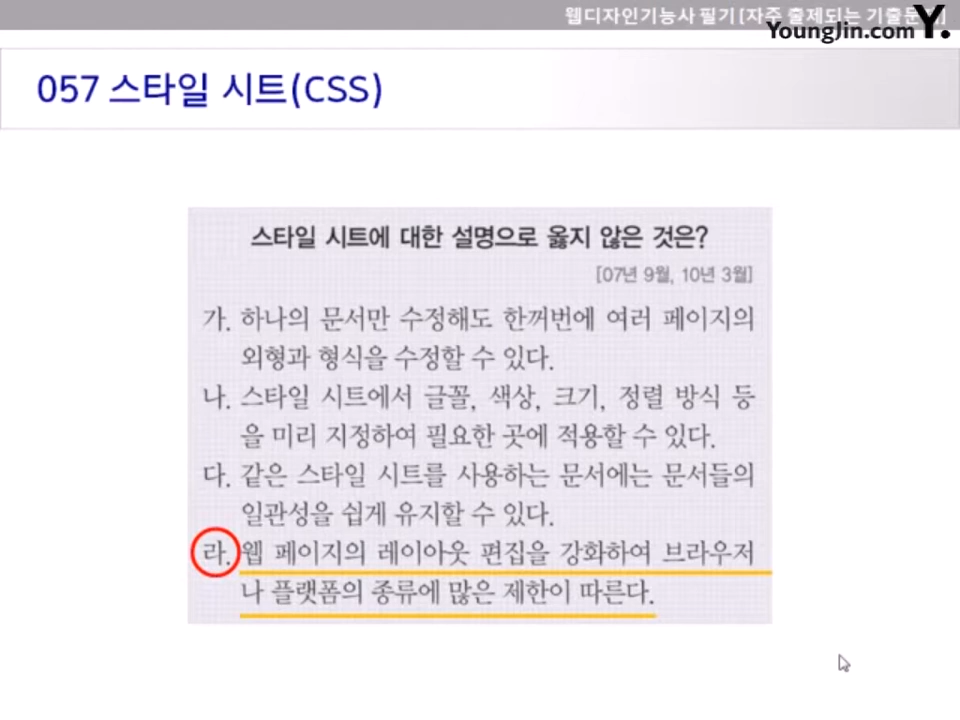 웹디자인기능사 필기 [자주 출제되는 기출문제]
YoungJin.com Y.
057 스타일 시트(CSS)
스타일 시트에 대한 설명으로 옳지 않은 것은?
[07년 9월, 10년 3월]
가. 하나의 문서만 수정해도 한꺼번에 여러 페이지의
외형과 형식을 수정할 수 있다.
나. 스타일 시트에서 글꼴, 색상, 크기, 정렬 방식 등
을 미리 지정하여 필요한 곳에 적용할 수 있다.
다. 같은 스타일 시트를 사용하는 문서에는 문서들의
일관성을 쉽게 유지할 수 있다.
라. 웹 페이지의 레이아웃 편집을 강화하여 브라우저
나 플랫폼의 종류에 많은 제한이 따른다.